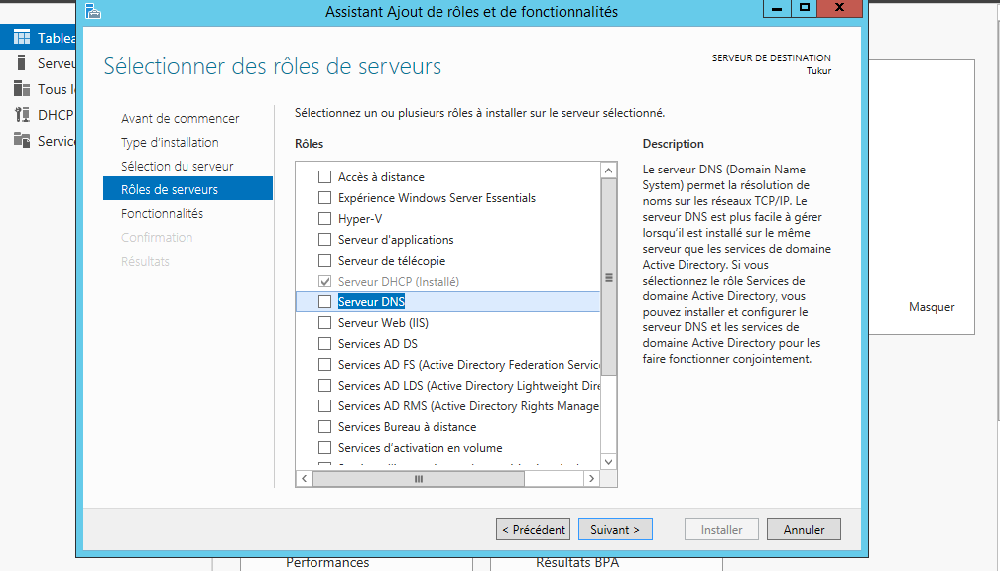 Assistant Ajout de rôles et de fonctionnalités
Sélectionner des rôles de serveurs
SERVEUR DE DESTINATION
Tukur
DHCP
Avant de commencer
Type d'installation
Sélection du serveur
Rôles de serveurs
Fonctionnalités
Confirmation
Résultats
Sélectionnez un ou plusieurs rôles à installer sur le serveur sélectionné.
Rôles
Accès à distance
Expérience Windows Server Essentials
Hyper-V
Serveur d'applications
Serveur de télécopie
Serveur DHCP (Installé)
Serveur DNS
Serveur Web (IIS)
Services AD DS
Services AD FS (Active Directory Federation
Services AD LDS (Active Directory Lightweight
Services AD RMS (Active Directory Rights
Services Bureau à distance
Services d'activation en volume
Description
Le serveur DNS (Domain Name
System) permet la résolution de
noms sur les réseaux TCP/IP. Le
serveur DNS est plus facile à gérer
lorsqu'il est installé sur le même
serveur que les services de domaine
Active Directory. Si vous
sélectionnez le rôle Services de
domaine Active Directory, vous
pouvez installer et configurer le
serveur DNS et les services de
domaine Active Directory pour les
faire fonctionner conjointement.
Masquer
< Précédent
Suivant >
Installer
Annuler
Performances
Résultats BPA